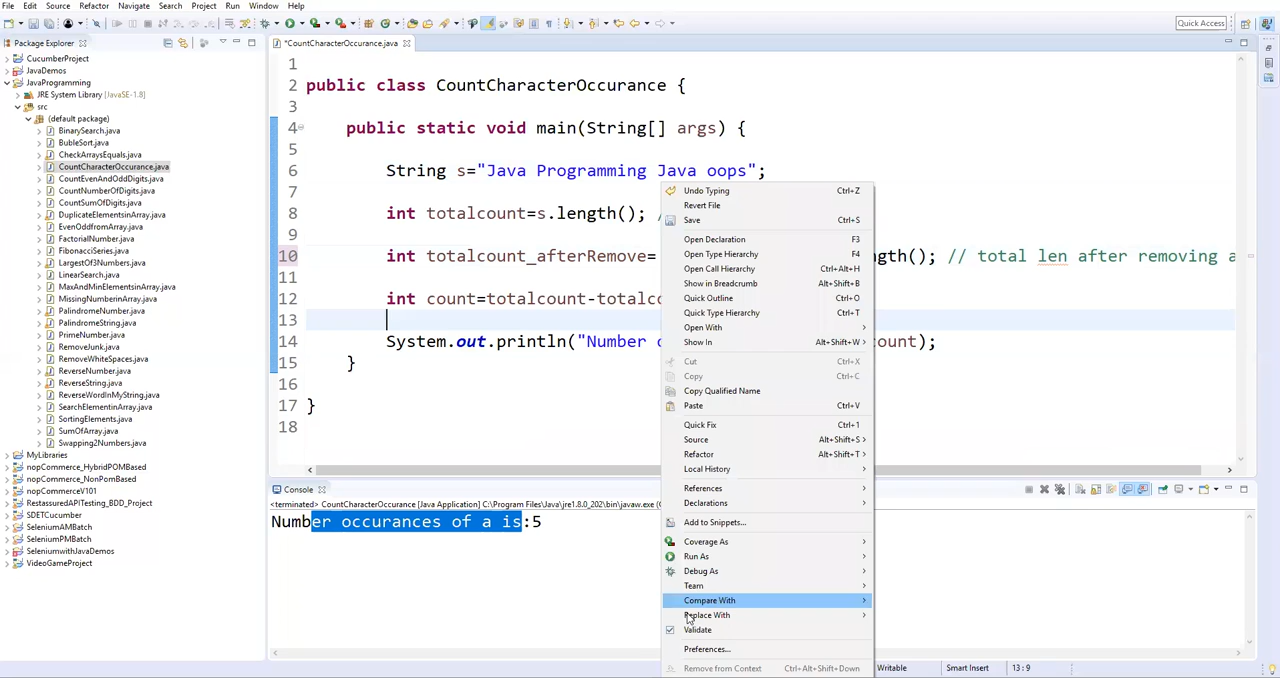 File Edit Source Refactor Navigate Search Project Run Window Help
Quick Access
Package Explorer
CucumberProject
JavaDemos
JavaProgramming
JRE System Library [JavaSE-1.8]
src
(default package)
BinarySearch.java
BubleSort.java
CheckArraysEquals.java
CountCharacterOccurance.java
CountEvenAndOddDigits.java
CountNumberOfDigits.java
CountSumOfDigits.java
DuplicateElementsinArray.java
EvenOddfromArray.java
FactorialNumber.java
FibonacciSeries.java
LargestOf3Numbers.java
LinearSearch.java
MaxAndMinElementsinArray.java
MissingNumberinArray.java
PalindromeNumber.java
PalindromeString.java
PrimeNumber.java
RemoveJunk.java
RemoveWhiteSpaces.java
ReverseNumber.java
ReverseString.java
ReverseWordInMyString.java
SearchElementinArray.java
SortingElements.java
SumOfArray.java
Swapping2Numbers.java
MyLibraries
nopCommerce_HybridPOMBased
nopCommerce_NonPomBased
nopCommerceV101
RestassuredAPITesting_BDD_Project
SDETCucumber
SeleniumAMBatch
SeleniumPMBatch
SeleniumwithJavaDemos
VideoGameProject
*CountCharacterOccurance.java
1
2 public class CountCharacterOccurance {
3
4 public static void main(String[] args) {
5
6 String s="Java Programming Java oops";
7
8 int totalcount=s.length(); /
9
10 int totalcount_afterRemove= gth(); // total len after removing a
11
12 int count=totalcount-totalco
13
14 System.out.println("Number o count);
15 }
16
17 }
18
Undo Typing Ctrl+Z
Revert File
Save Ctrl+S
Open Declaration F3
Open Type Hierarchy F4
Open Call Hierarchy Ctrl+Alt+H
Show in Breadcrumb Alt+Shift+B
Quick Outline Ctrl+O
Quick Type Hierarchy Ctrl+T
Open With
Show In Alt+Shift+W
Cut Ctrl+X
Copy Ctrl+C
Copy Qualified Name
Paste Ctrl+V
Quick Fix Ctrl+1
Source Alt+Shift+S
Refactor Alt+Shift+T
Local History
References
Declarations
Add to Snippets...
Coverage As
Run As
Debug As
Team
Compare With
Replace With
Validate
Preferences...
Remove from Context Ctrl+Alt+Shift+Down
Console
<terminated> CountCharacterOccurance [Java Application] C:\Program Files\Java\jre1.8.0_202\bin\javaw.exe (
Number occurances of a is:5
Writable Smart Insert 13 : 9